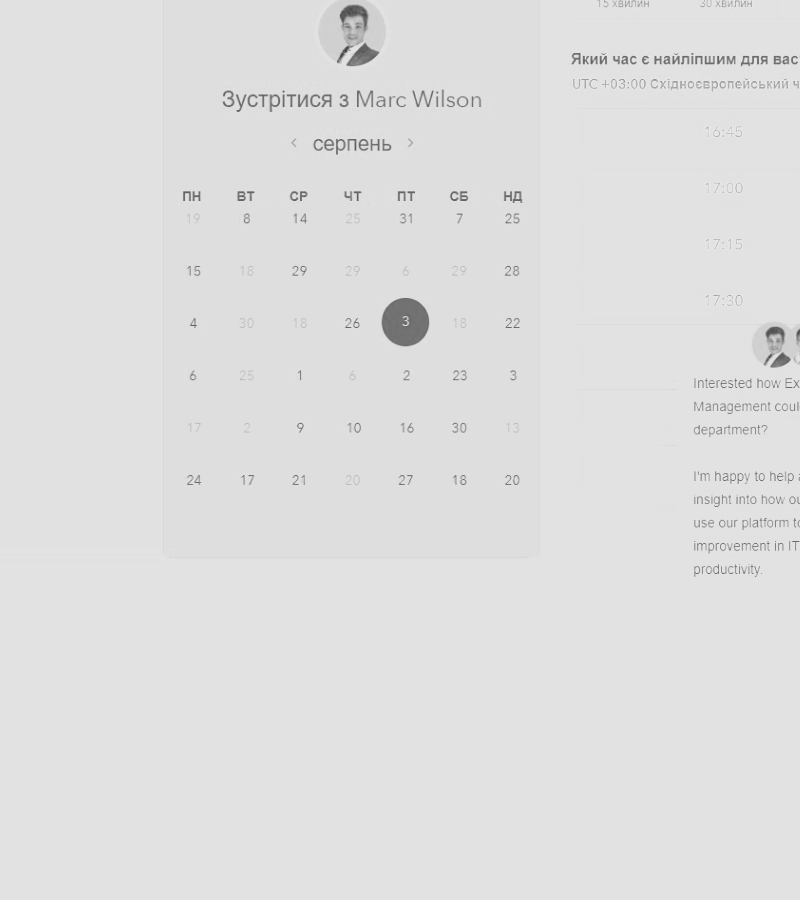 Зустрітися з Marc Wilson
серпень
ПН ВТ СР ЧТ ПТ СБ НД
19 8 14 25 31 7 25
15 18 29 29 6 29 28
4 30 18 26 3 18 22
6 25 1 6 2 23 3
17 2 9 10 16 30 13
24 17 21 20 27 18 20
15 хвилин 30 хвилин
Який час є найліпшим для вас
UTC +03:00 Східноєвропейський ч
16:45
17:00
17:15
17:30
Interested how Ex
Management coul
department?
I'm happy to help a
insight into how ou
use our platform to
improvement in IT
productivity.